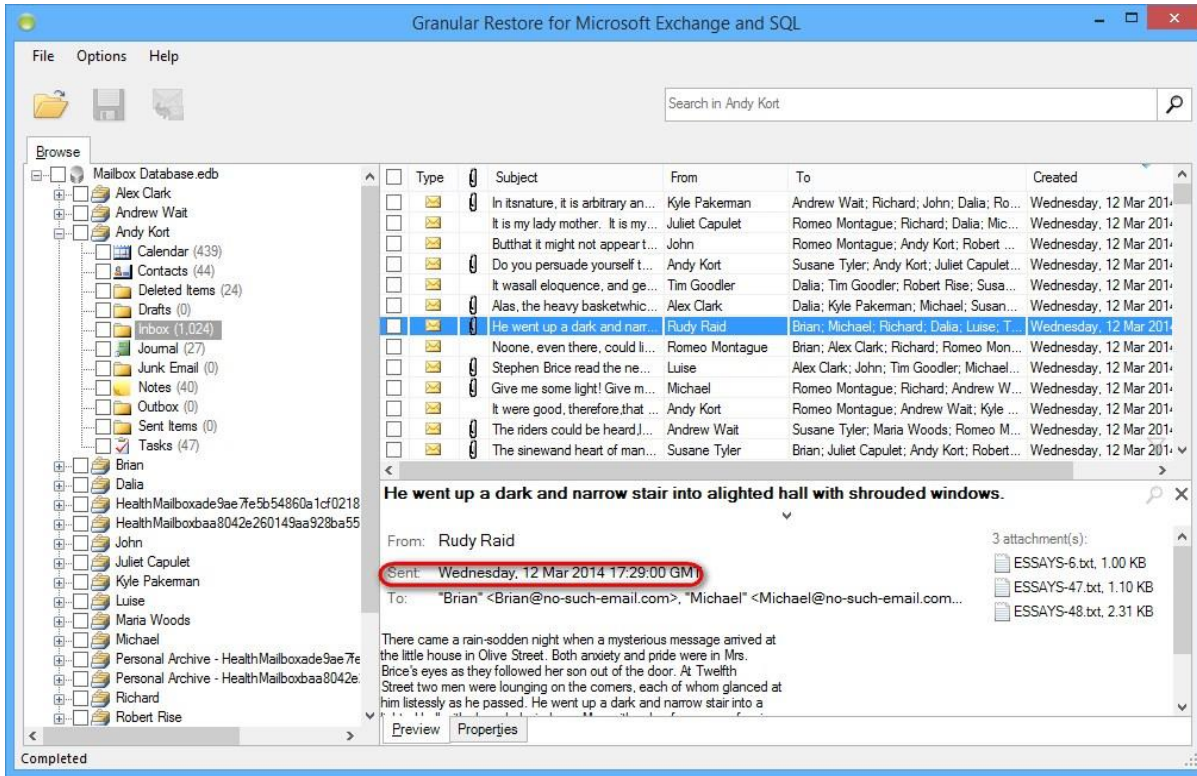 Granular Restore for Microsoft Exchange and SQL
File Options Help
Search in Andy Kort
Browse
Mailbox Database.edb
Alex Clark
Andrew Wait
Andy Kort
Calendar (439)
Contacts (44)
Deleted Items (24)
Drafts (0)
Inbox (1,024)
Journal (27)
Junk Email (0)
Notes (40)
Outbox (0)
Sent Items (0)
Tasks (47)
Brian
Dalia
HealthMailboxade9ae7fe5b54860a1cf0218
HealthMailboxbaa8042e260149aa928ba55
John
Juliet Capulet
Kyle Pakerman
Luise
Maria Woods
Michael
Personal Archive - HealthMailboxade9ae7fe
Personal Archive - HealthMailboxbaa8042e
Richard
Robert Rise
Type Subject From To Created
In itsnature, it is arbitrary an... Kyle Pakerman Andrew Wait; Richard; John; Dalia; Ro... Wednesday, 12 Mar 2014
It is my lady mother. It is my... Juliet Capulet Romeo Montague; Richard; Dalia; Mic... Wednesday, 12 Mar 2014
Butthat it might not appear t... John Romeo Montague; Andy Kort; Robert ... Wednesday, 12 Mar 2014
Do you persuade yourself t... Andy Kort Susane Tyler; Andy Kort; Juliet Capulet... Wednesday, 12 Mar 2014
It wasall eloquence, and ge... Tim Goodler Dalia; Tim Goodler; Robert Rise; Susa... Wednesday, 12 Mar 2014
Alas, the heavy basketwhic... Alex Clark Dalia; Kyle Pakerman; Michael; Susan... Wednesday, 12 Mar 2014
He went up a dark and narr... Rudy Raid Brian; Michael; Richard; Dalia; Luise; T... Wednesday, 12 Mar 2014
Noone, even there, could li... Romeo Montague Brian; Alex Clark; Richard; Romeo Mon... Wednesday, 12 Mar 2014
Stephen Brice read the ne... Luise Alex Clark; John; Tim Goodler; Michael... Wednesday, 12 Mar 2014
Give me some light! Give m... Michael Romeo Montague; Richard; Andrew W... Wednesday, 12 Mar 2014
It were good, therefore,that ... Andy Kort Romeo Montague; Andrew Wait; Kyle ... Wednesday, 12 Mar 2014
The riders could be heard,l... Andrew Wait Susane Tyler; Maria Woods; Romeo M... Wednesday, 12 Mar 2014
The sinewand heart of man... Susane Tyler Brian; Juliet Capulet; Andy Kort; Robert... Wednesday, 12 Mar 2014
He went up a dark and narrow stair into alighted hall with shrouded windows.
From: Rudy Raid
Sent: Wednesday, 12 Mar 2014 17:29:00 GMT
To: "Brian" <Brian@no-such-email.com>, "Michael" <Michael@no-such-email.com...
3 attachment(s):
ESSAYS-6.txt, 1.00 KB
ESSAYS-47.txt, 1.10 KB
ESSAYS-48.txt, 2.31 KB
There came a rain-sodden night when a mysterious message arrived at
the little house in Olive Street. Both anxiety and pride were in Mrs.
Brice's eyes as they followed her son out of the door. At Twelfth
Street two men were lounging on the corners, each of whom glanced at
him listessly as he passed. He went up a dark and narrow stair into a
Preview Properties
Completed